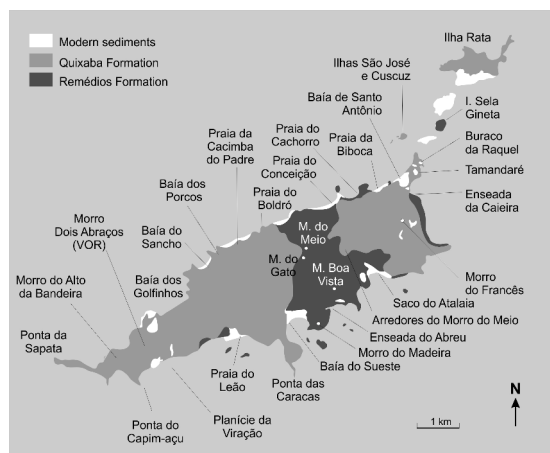 Modern sediments
Quixaba Formation
Remédios Formation
Ilha Rata
Ilhas São José
e Cuscuz
I. Sela
Gineta
Baía de Santo
Antônio
Buraco
da Raquel
Praia do
Cachorro
Praia da
Cacimba
do Padre
Praia da
Biboca
Tamandaré
Praia do
Conceição
Enseada
da Caieira
Baía dos
Porcos
Praia do
Boldró
Morro
Dois Abraços
(VOR)
Baía do
Sancho
M. do
Meio
M. do
Gato
M. Boa
Vista
Morro
do Francês
Morro do Alto
da Bandeira
Baía dos
Golfinhos
Saco do Atalaia
Arredores do Morro do Meio
Ponta da
Sapata
Enseada do Abreu
Morro do Madeira
Baía do Sueste
Praia do
Leão
Ponta das
Caracas
Ponta do
Capim-açu
Planície da
Viração
N
1 km